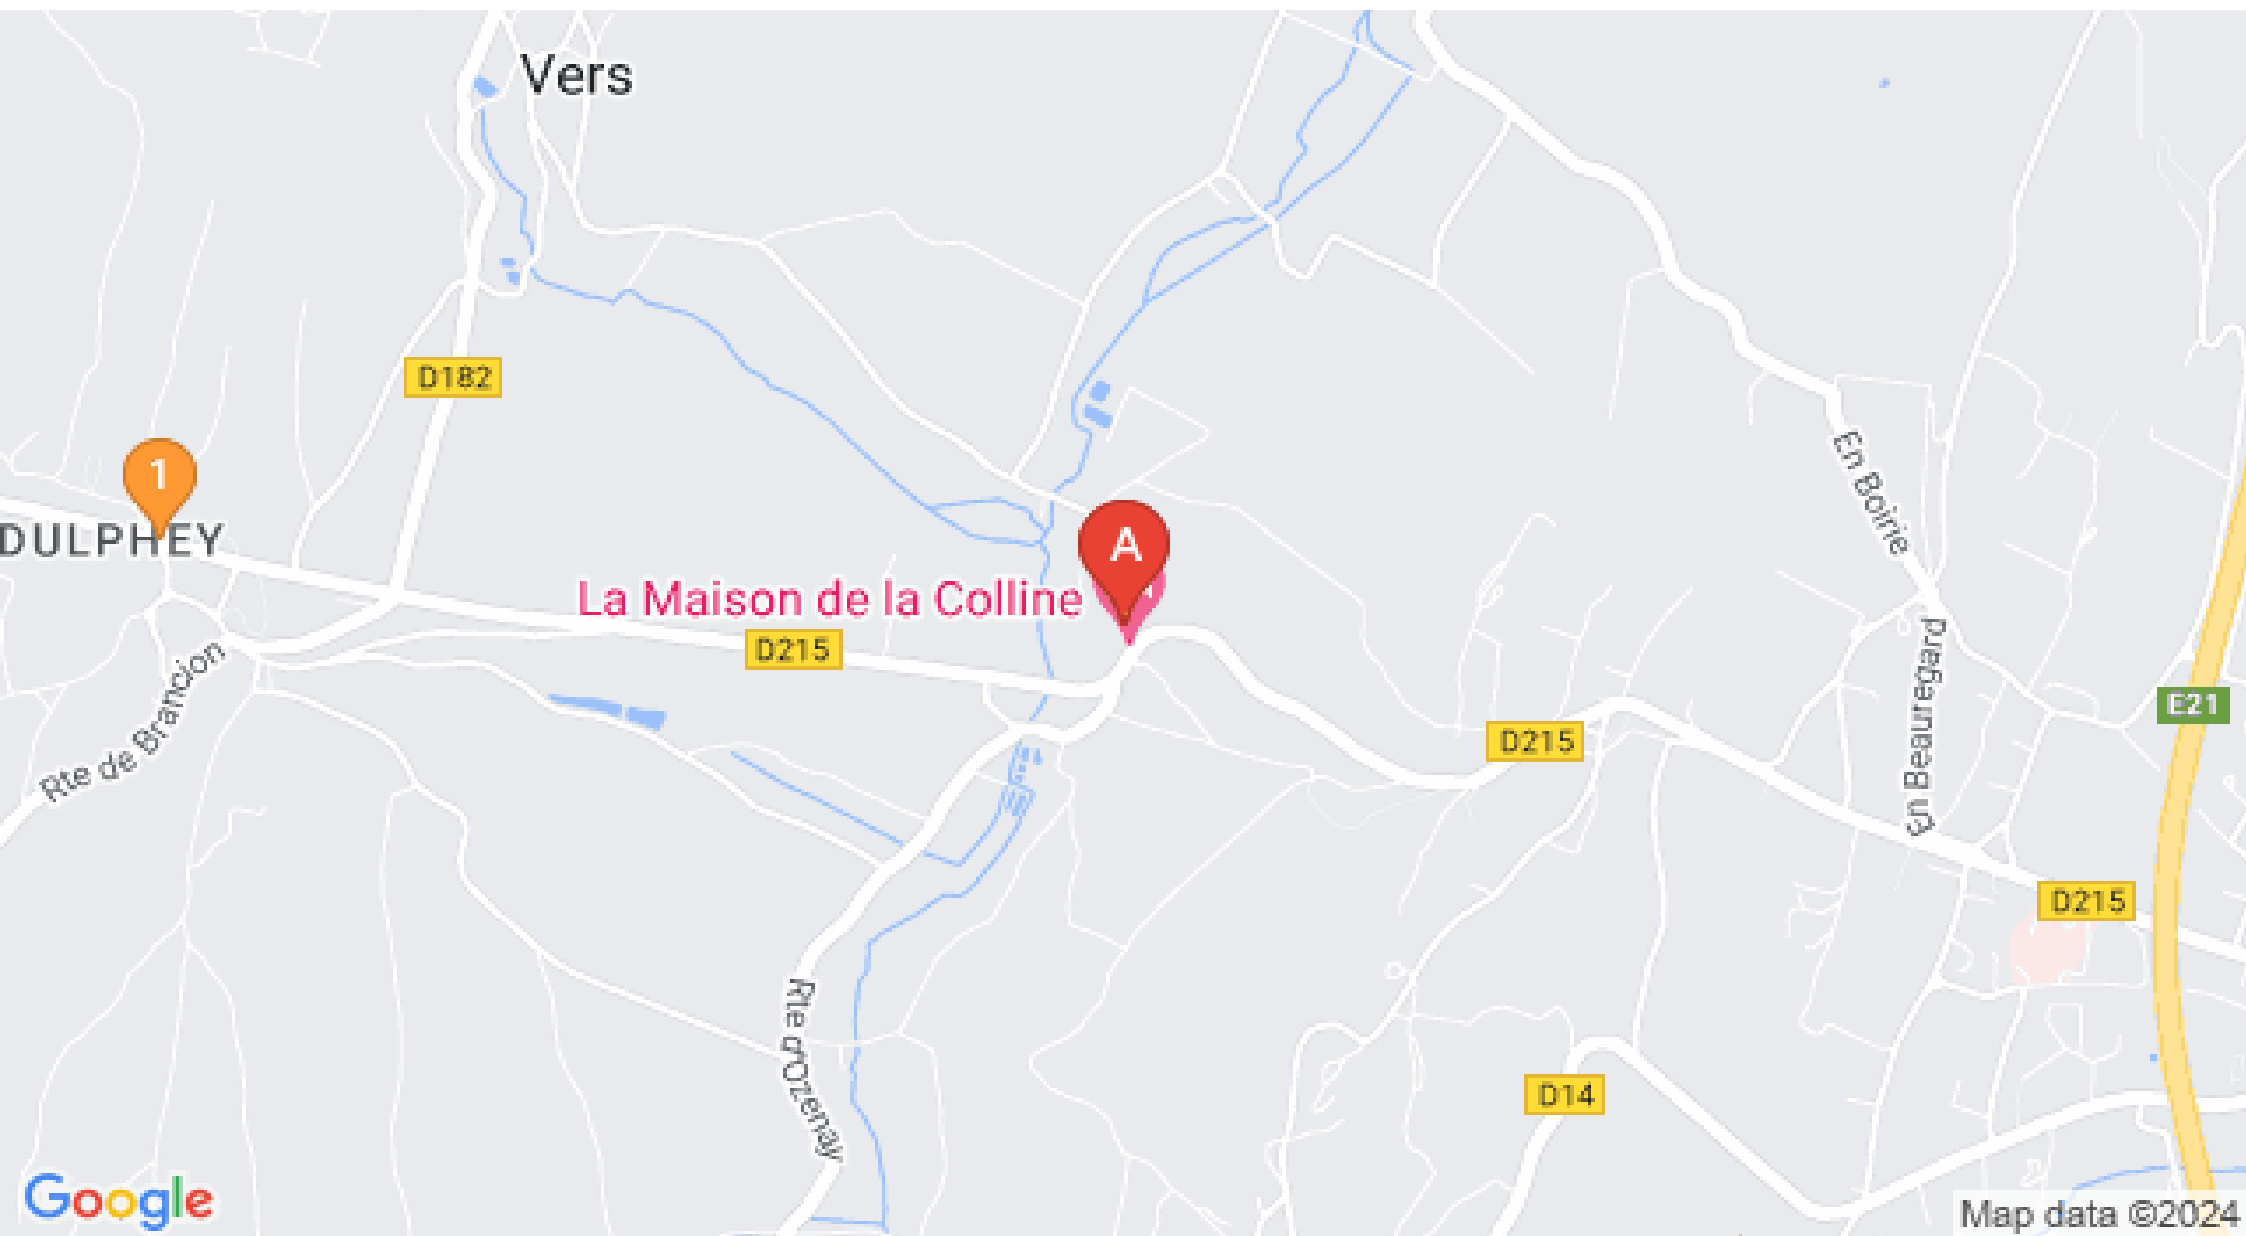 Vers
D182
1
DULPHEY
A
La Maison de la Colline
D215
En Boirie
Rte de Brancion
En Beauregard
E21
D215
D215
Rte d'Ozenay
D14
Google
Map data ©2024